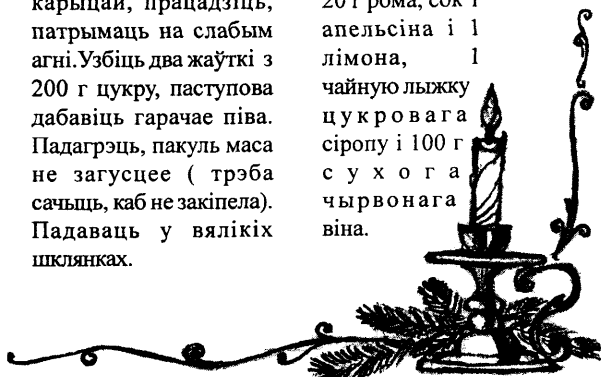 карыцай, працадзіць,
патрымаць на слабым
агні.Узбіць два жаўткі з
200 г цукру, паступова
дабавіць гарачае піва.
Падагрэць, пакуль маса
не загусцее ( трэба
сачыць, каб не закіпела).
Падаваць у вялікіх
шклянках.
20 г рома, сок 1
апельсіна і 1
лімона, 1
чайную лыжку
цукровага
сіропу і 100 г
сухога
чырвонага
віна.